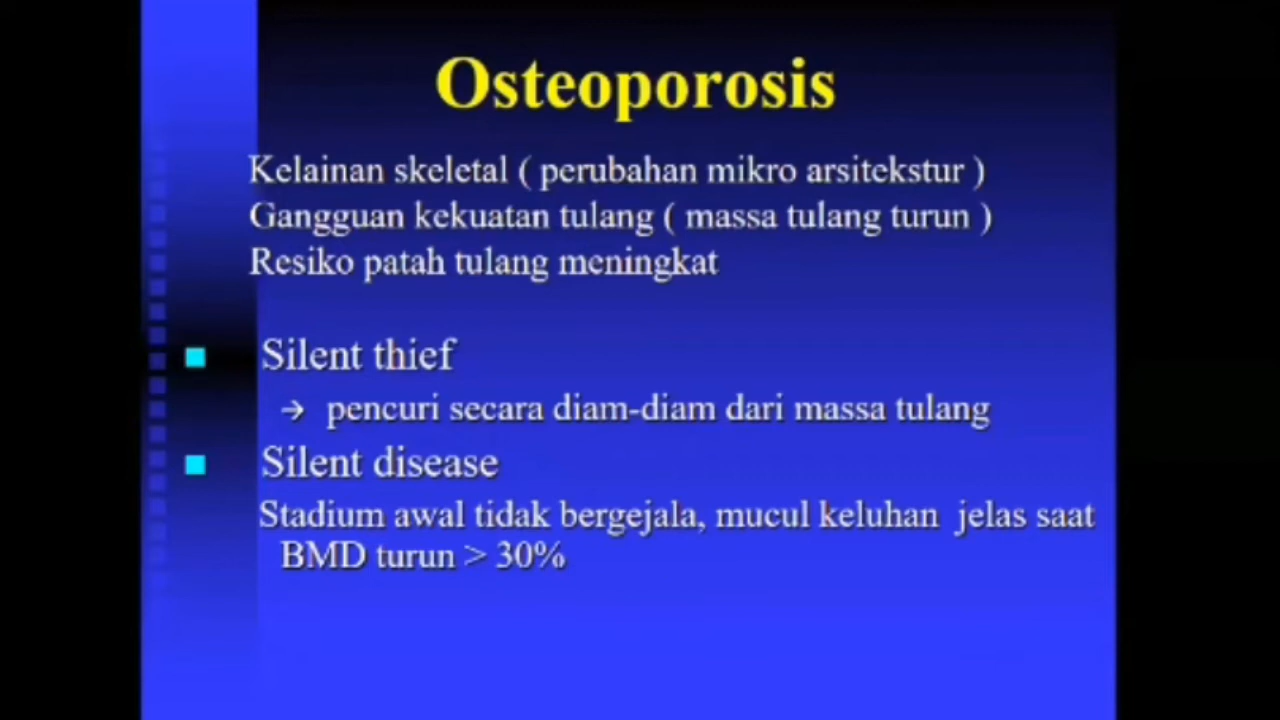 Osteoporosis
Kelainan skeletal ( perubahan mikro arsitekstur )
Gangguan kekuatan tulang ( massa tulang turun )
Resiko patah tulang meningkat
Silent thief
→ pencuri secara diam-diam dari massa tulang
Silent disease
Stadium awal tidak bergejala, mucul keluhan jelas saat
BMD turun > 30%